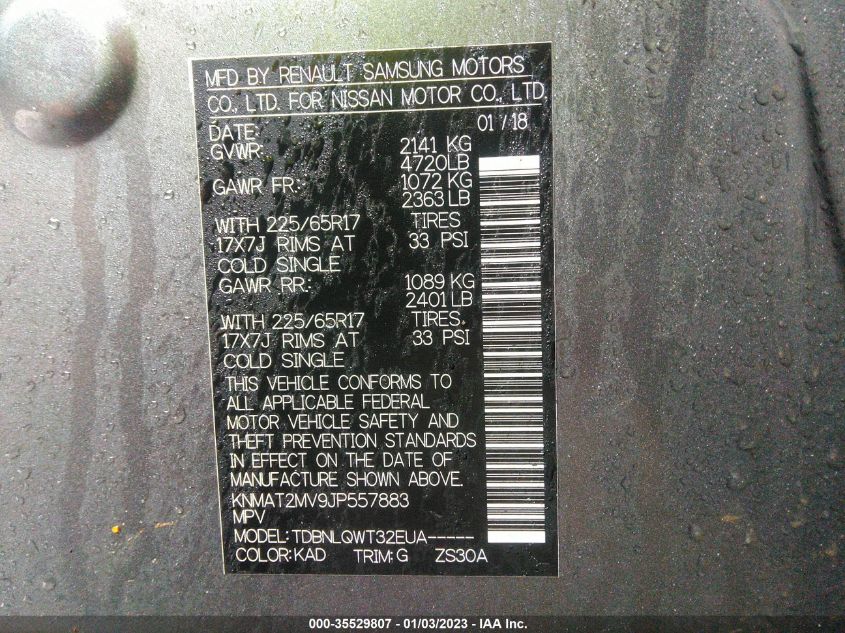 MFD BY RENAULT SAMSUNG MOTORS
CO., LTD. FOR NISSAN MOTOR CO., LTD.
DATE: 01 / 18
GVWR: 2141 KG
4720LB
GAWR FR: 1072 KG
2363 LB
WITH 225/65R17 TIRES
17X7J RIMS AT 33 PSI
COLD SINGLE
GAWR RR.: 1089 KG
2401 LB
WITH 225/65R17 TIRES.
17X7J RIMS AT 33 PSI
COLD SINGLE
THIS VEHICLE CONFORMS TO
ALL APPLICABLE FEDERAL
MOTOR VEHICLE SAFETY AND
THEFT PREVENTION STANDARDS
IN EFFECT ON THE DATE OF
MANUFACTURE SHOWN ABOVE.
KNMAT2MV9JP557883
MPV
MODEL: TDBNLQWT32EUA-----
COLOR: KAD TRIM: G ZS30A
000-35529807 - 01/03/2023 - IAA Inc.